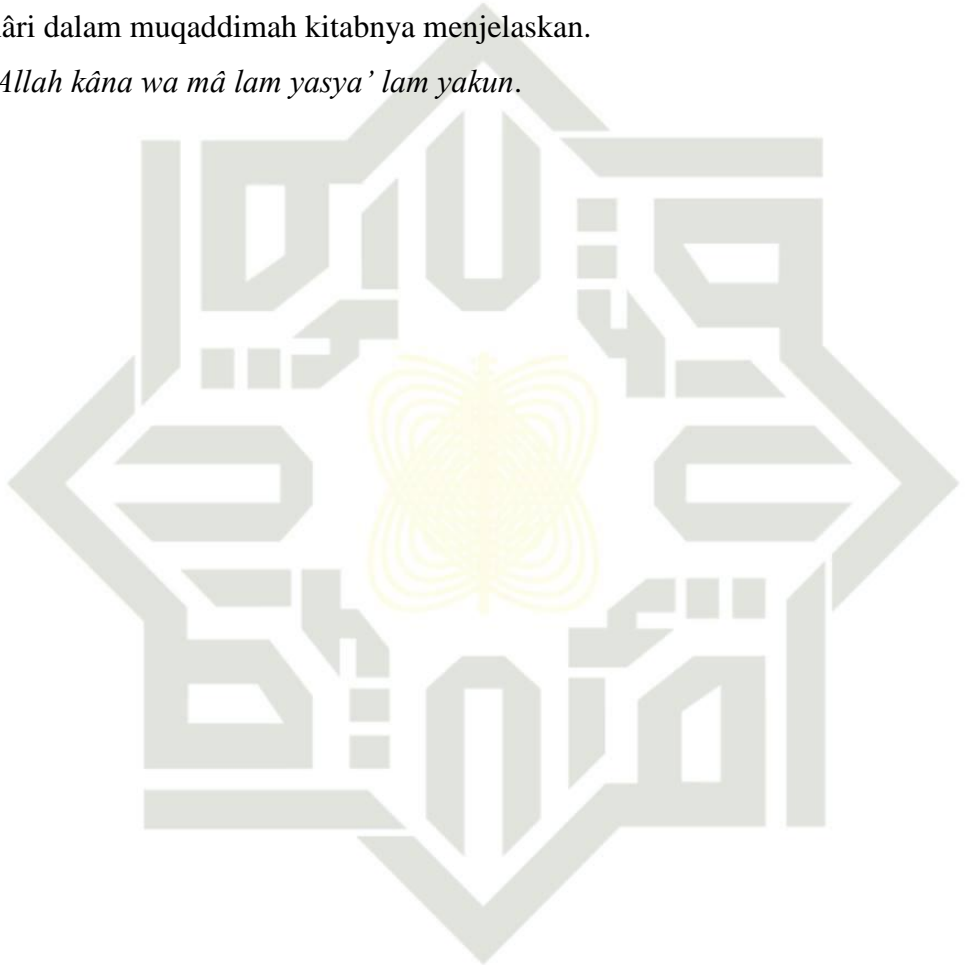 âri dalam muqaddimah kitabnya menjelaskan.
Allah kâna wa mâ lam yasya’ lam yakun.